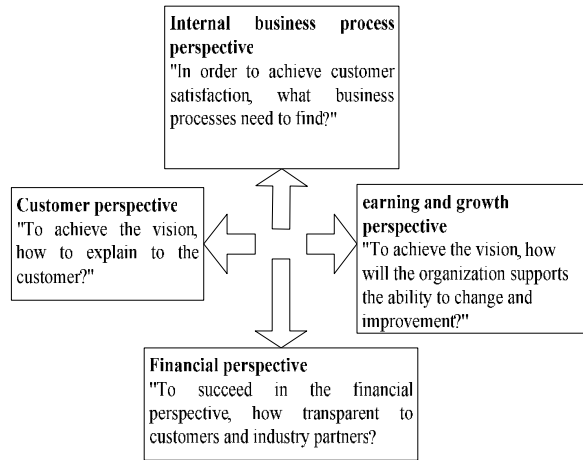 Internal business process
perspective
"In order to achieve customer
satisfaction, what business
processes need to find?"
Customer perspective
"To achieve the vision,
how to explain to the
customer?"
earning and growth
perspective
"To achieve the vision, how
will the organization supports
the ability to change and
improvement?"
Financial perspective
"To succeed in the financial
perspective, how transparent to
customers and industry partners?